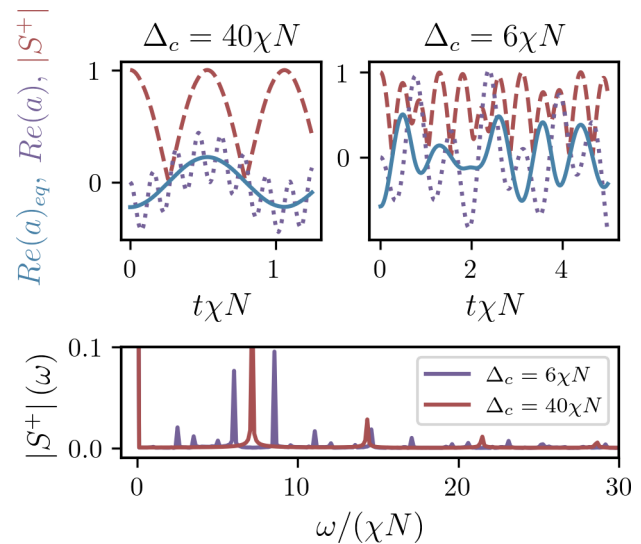 Δ_c = 40χN
Δ_c = 6χN
Re(a)_eq, Re(a), |S⁺|
1
0
0
1
tχN
1
0
0
2
4
tχN
|S⁺|(ω)
0.1
0.0
Δ_c = 6χN
Δ_c = 40χN
0
10
20
30
ω/(χN)